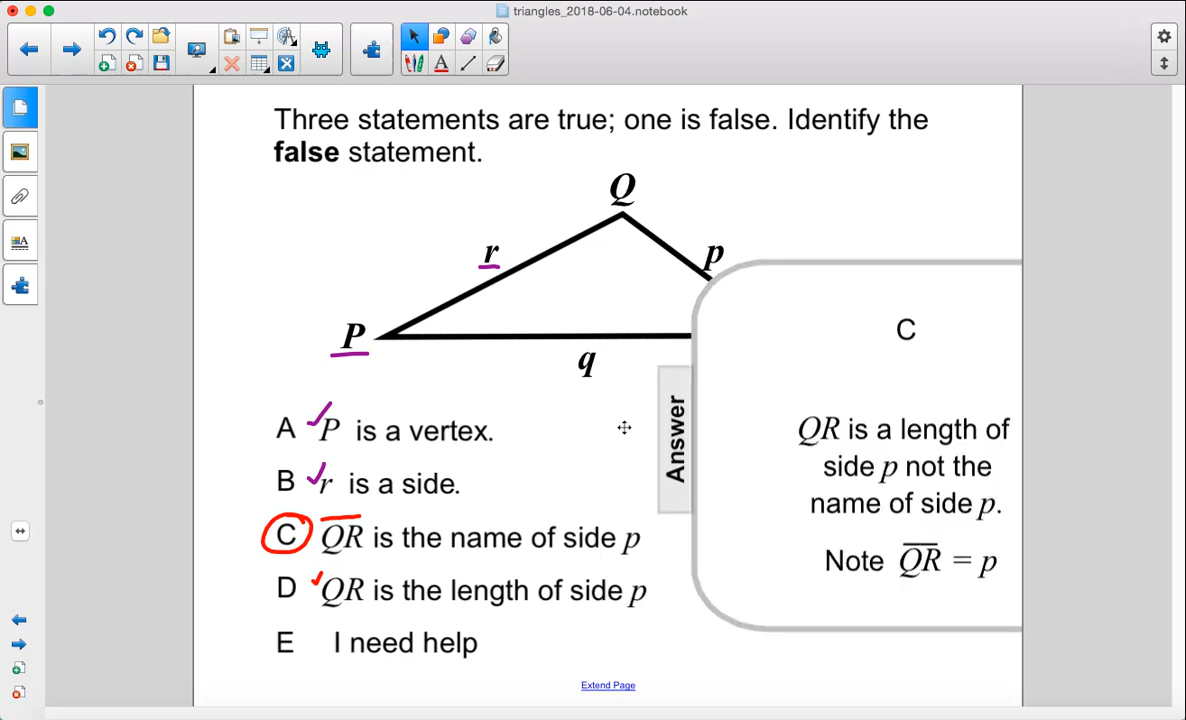 triangles_2018-06-04.notebook
Three statements are true; one is false. Identify the
false statement.
Q
r
p
P
q
C
Answer
QR is a length of
side p not the
name of side p.
Note QR = p
A P is a vertex.
B r is a side.
C QR is the name of side p
D QR is the length of side p
E I need help
Extend Page